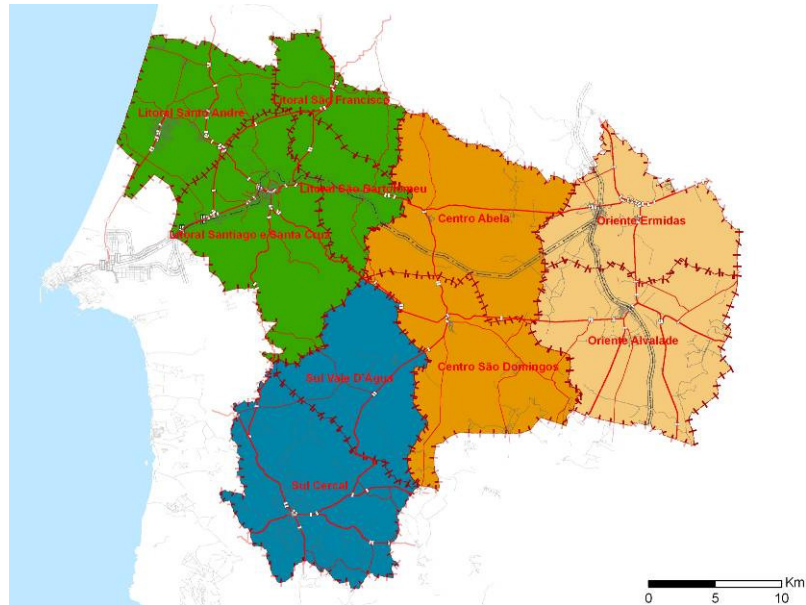 Litoral São Francisco
Litoral Santo André
Litoral São Bartolomeu
Centro Abela
Oriente Ermidas
Litoral Santiago e Santa Cruz
Oriente Alvalade
Centro São Domingos
Sul Vale D'Água
Sul Cercal
Km
0 5 10